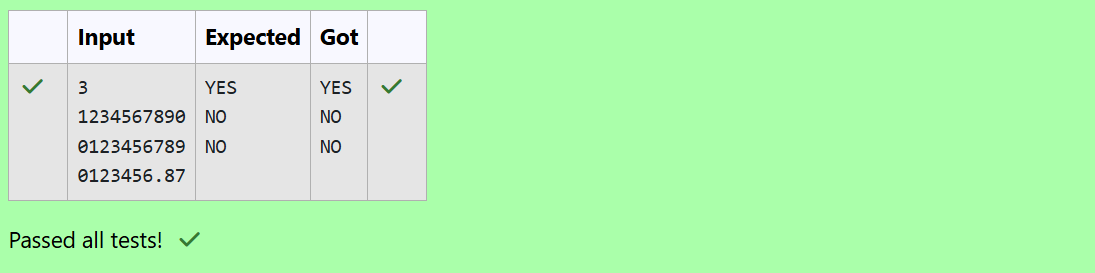 Input Expected Got
3 YES YES
1234567890 NO NO
0123456789 NO NO
0123456.87
Passed all tests!